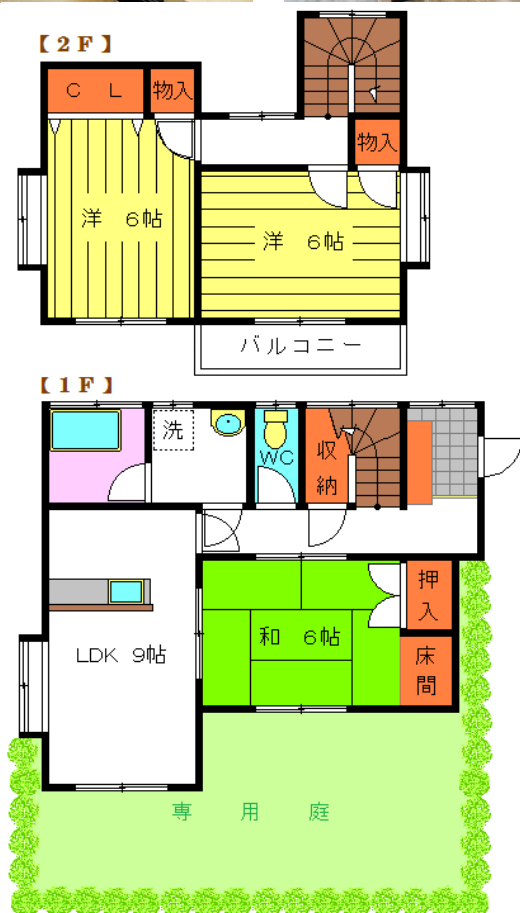 【2F】
CL
物入
物入
洋 6帖
洋 6帖
バルコニー
【1F】
洗
WC
収納
押入
和 6帖
床間
LDK 9帖
専用庭